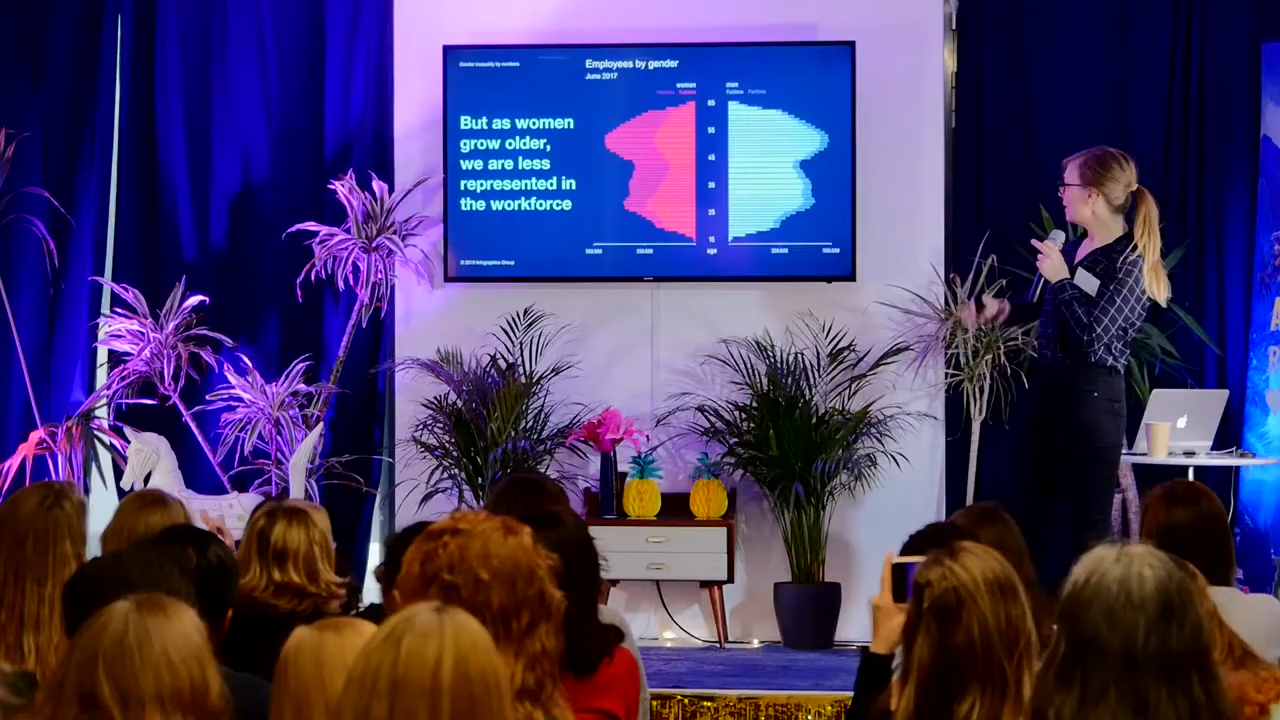 Gender inequality by numbers
Employees by gender
June 2017
women
men
Parttime Fulltime
Fulltime Parttime
But as women
grow older,
we are less
represented in
the workforce
65
55
45
35
25
15
age
500.000
250.000
250.000
500.000
© 2019 Infographics Group